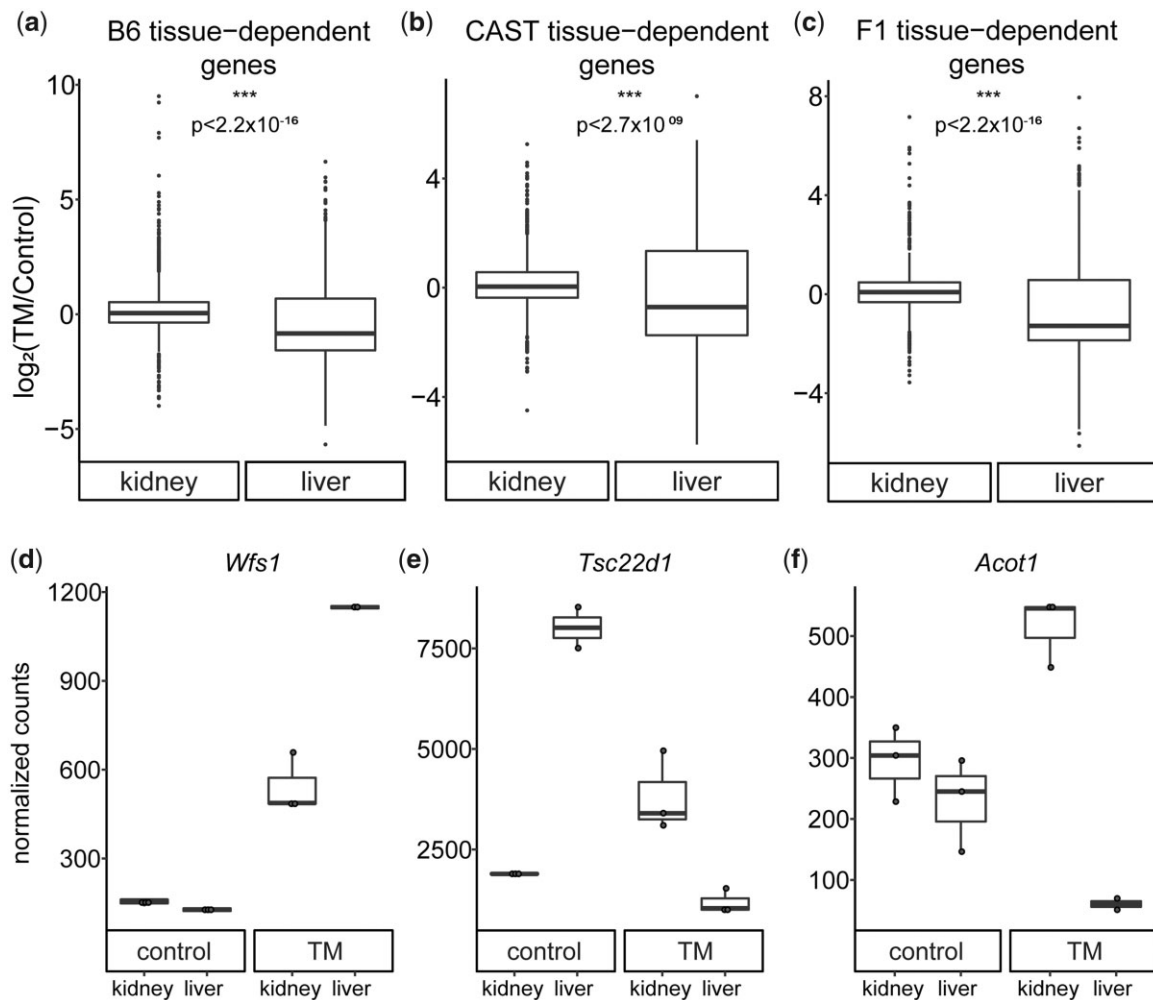 (a) B6 tissue−dependent genes
***
p<2.2x10⁻¹⁶
(b) CAST tissue−dependent genes
***
p<2.7x10⁰⁹
(c) F1 tissue−dependent genes
***
p<2.2x10⁻¹⁶
log₂(TM/Control)
10
5
0
−5
kidney liver
4
0
−4
kidney liver
8
4
0
−4
kidney liver
(d) Wfs1
normalized counts
1200
900
600
300
control TM
kidney liver kidney liver
(e) Tsc22d1
7500
5000
2500
control TM
kidney liver kidney liver
(f) Acot1
500
400
300
200
100
control TM
kidney liver kidney liver